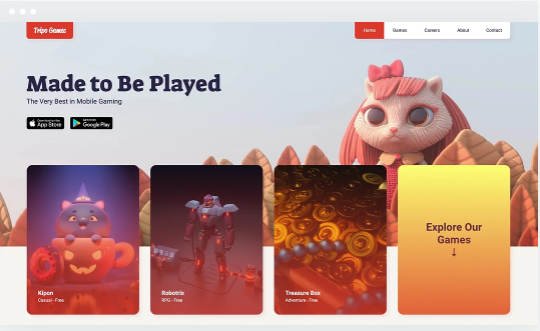 Trips Games
Home
Games
Careers
About
Contact
Made to Be Played
The Very Best in Mobile Gaming
Download on the
App Store
GET IT ON
Google Play
Kipon
Casual · Free
Robotrix
RPG · Free
Treasure Box
Adventure · Free
Explore Our
Games
↓